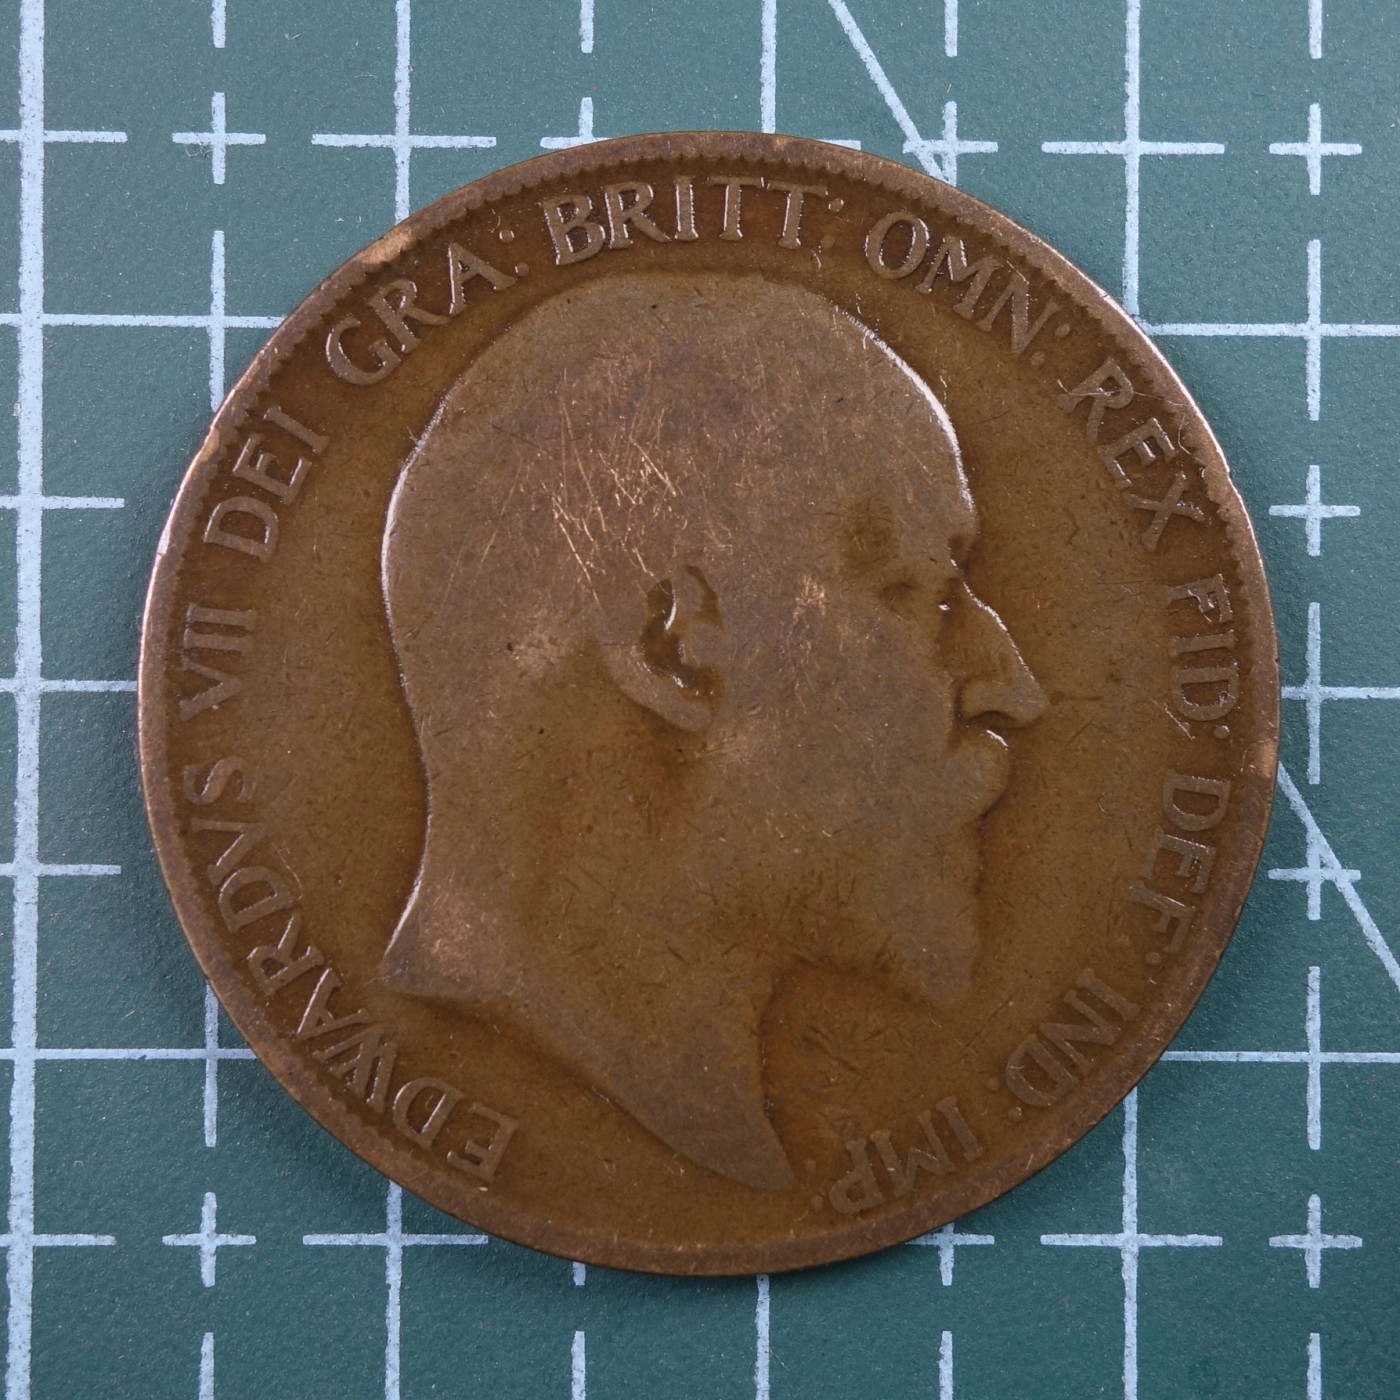 EDWARDVS VII DEI GRA: BRITT: OMN: REX FID: DEF: IND: IMP: